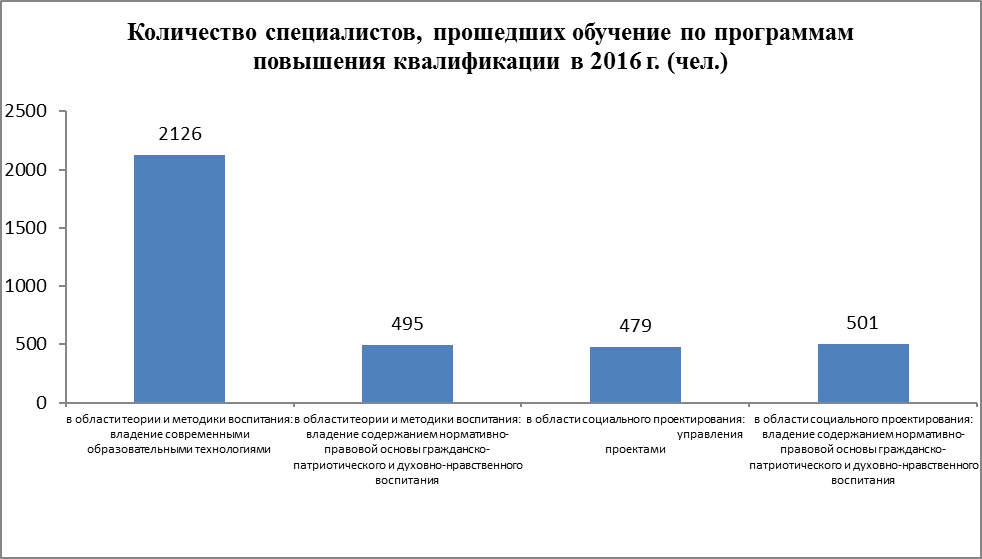 Количество специалистов, прошедших обучение по программам
повышения квалификации в 2016 г. (чел.)
2500
2000
1500
1000
500
0
2126
495
479
501
в области теории и методики воспитания:
владение современными
образовательными технологиями
в области теории и методики воспитания:
владение содержанием нормативно-
правовой основы гражданско-
патриотического и духовно-нравственного
воспитания
в области социального проектирования:
управления
проектами
в области социального проектирования:
владение содержанием нормативно-
правовой основы гражданско-
патриотического и духовно-нравственного
воспитания